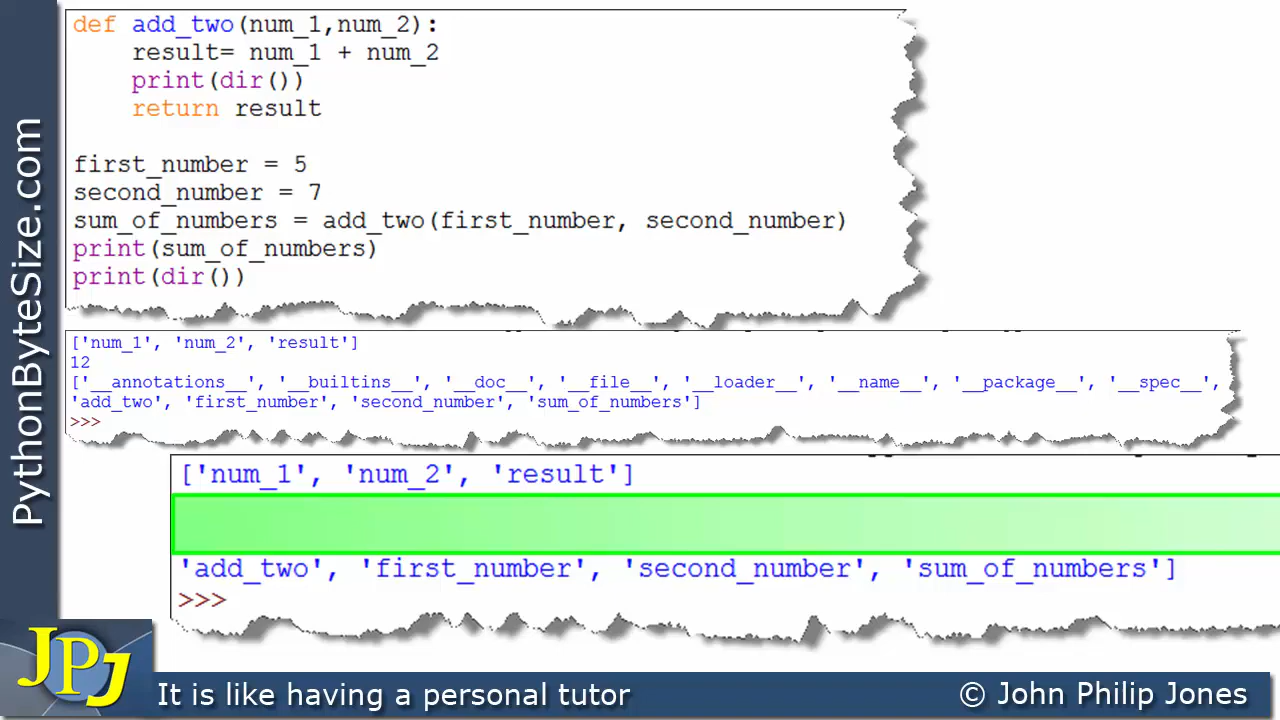 PythonByteSize.com
def add_two(num_1,num_2):
    result= num_1 + num_2
    print(dir())
    return result
first_number = 5
second_number = 7
sum_of_numbers = add_two(first_number, second_number)
print(sum_of_numbers)
print(dir())
['num_1', 'num_2', 'result']
12
['__annotations__', '__builtins__', '__doc__', '__file__', '__loader__', '__name__', '__package__', '__spec__',
'add_two', 'first_number', 'second_number', 'sum_of_numbers']
>>>
['num_1', 'num_2', 'result']
'add_two', 'first_number', 'second_number', 'sum_of_numbers']
>>>
JPJ
It is like having a personal tutor
© John Philip Jones